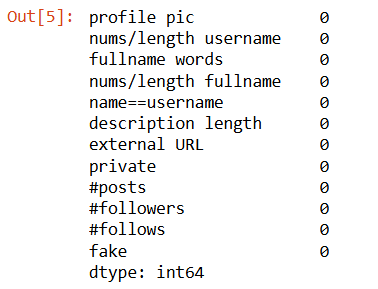 Out[5]: profile pic 0
nums/length username 0
fullname words 0
nums/length fullname 0
name==username 0
description length 0
external URL 0
private 0
#posts 0
#followers 0
#follows 0
fake 0
dtype: int64